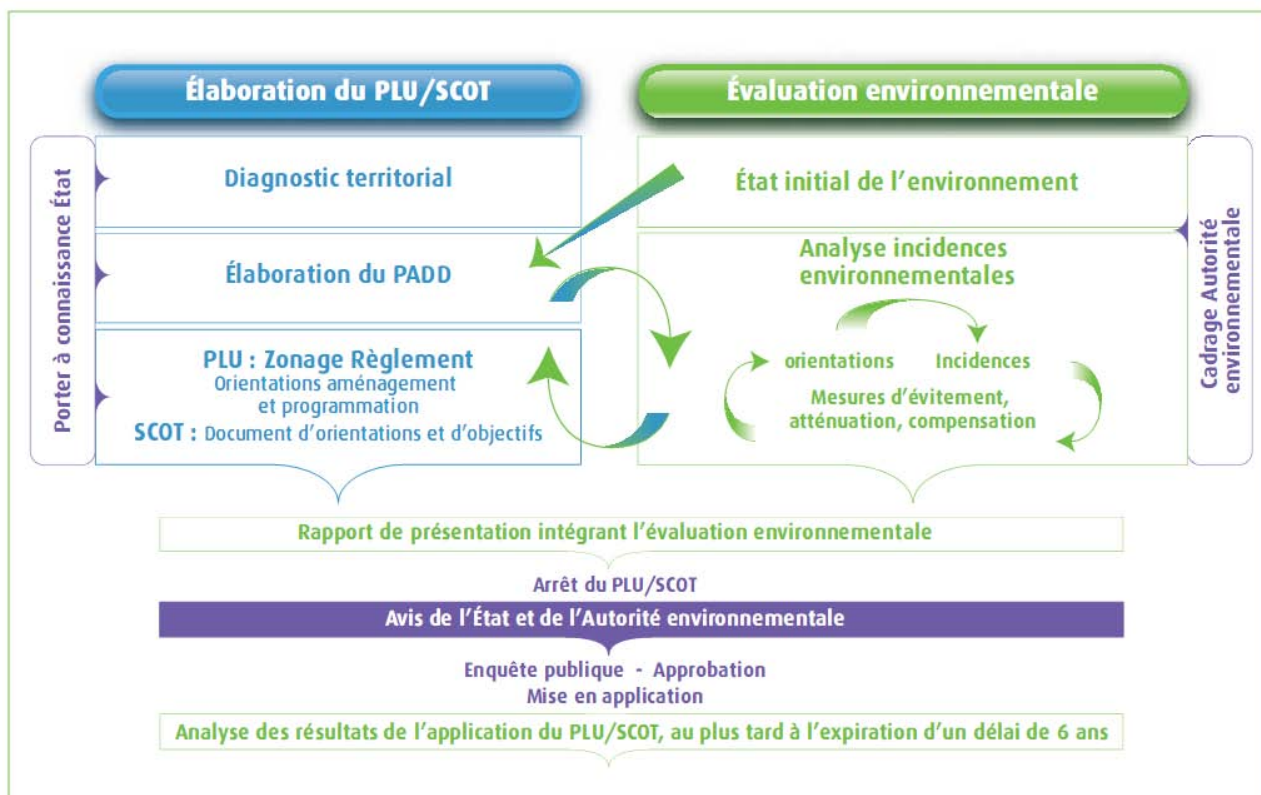 Élaboration du PLU/SCOT
Évaluation environnementale
Porter à connaissance État
Diagnostic territorial
État initial de l'environnement
Cadrage Autorité
environnementale
Élaboration du PADD
Analyse incidences
environnementales
PLU : Zonage Règlement
Orientations aménagement
et programmation
SCOT : Document d'orientations et d'objectifs
orientations
Incidences
Mesures d'évitement,
atténuation, compensation
Rapport de présentation intégrant l'évaluation environnementale
Arrêt du PLU/SCOT
Avis de l'État et de l'Autorité environnementale
Enquête publique - Approbation
Mise en application
Analyse des résultats de l'application du PLU/SCOT, au plus tard à l'expiration d'un délai de 6 ans